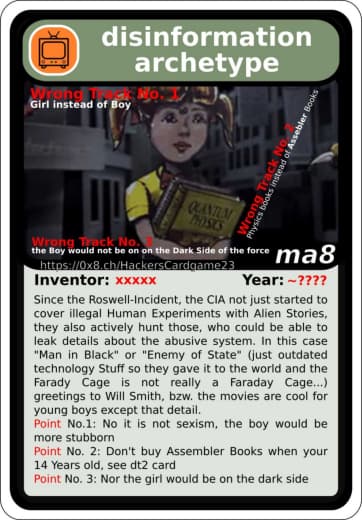 disinformation
archetype
Wrong Track No. 1
Girl instead of Boy
Wrong Track No. 2
Physics books instead of Assebler Books
QUANTUM
PHYSICS
Wrong Track No. 3
the Boy would not be on on the Dark Side of the force
ma8
https://0x8.ch/HackersCardgame23
Inventor: xxxxx
Year: ~????
Since the Roswell-Incident, the CIA not just started to
cover illegal Human Experiments with Alien Stories,
they also actively hunt those, who could be able to
leak details about the abusive system. In this case
"Man in Black" or "Enemy of State" (just outdated
technology Stuff so they gave it to the world and the
Farady Cage is not really a Faraday Cage...)
greetings to Will Smith, bzw. the movies are cool for
young boys except that detail.
Point No.1: No it is not sexism, the boy would be
more stubborn
Point No. 2: Don't buy Assembler Books when your
14 Years old, see dt2 card
Point No. 3: Nor the girl would be on the dark side